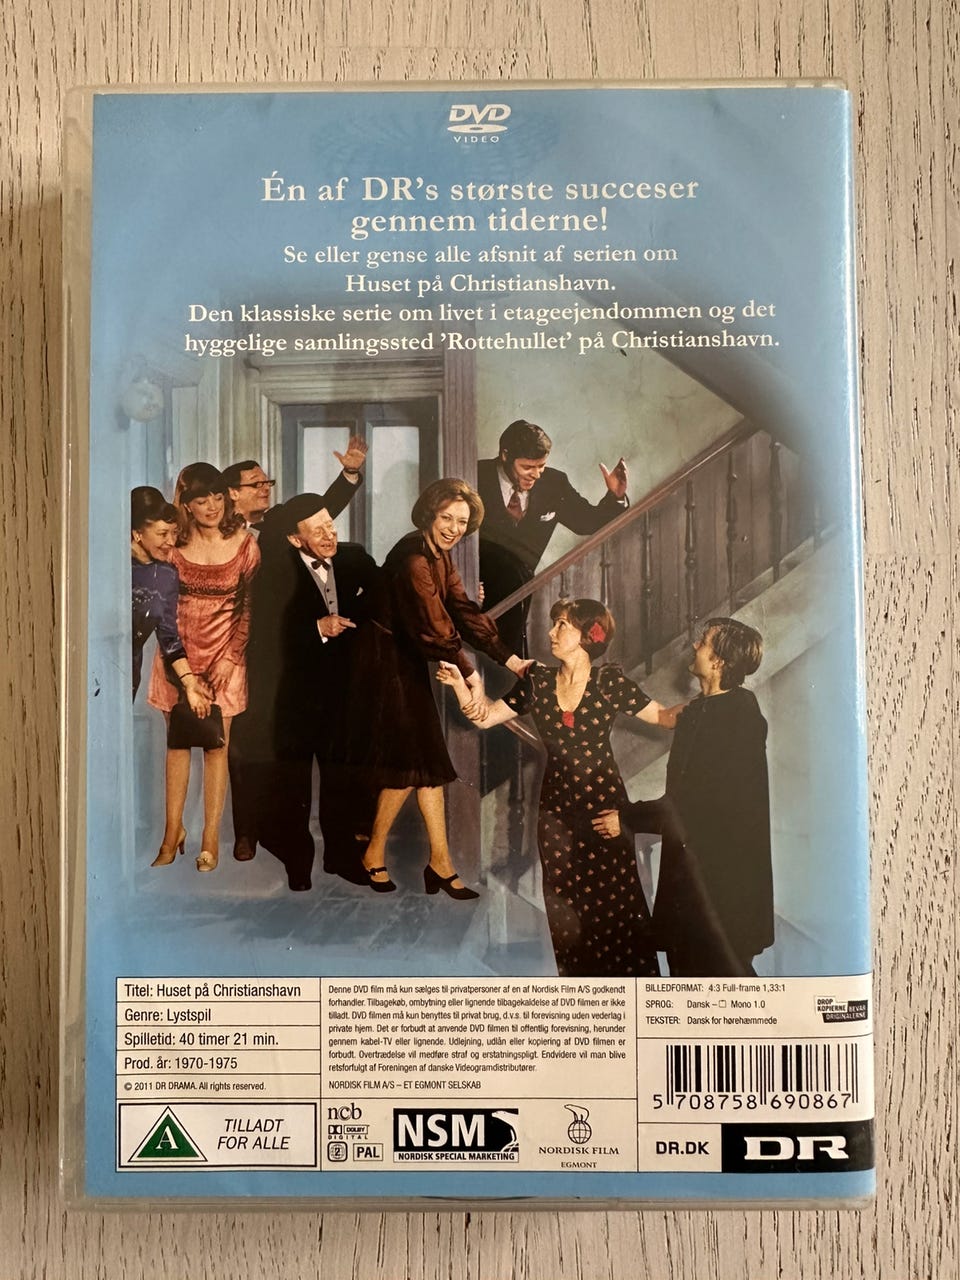 DVD
VIDEO
Én af DR's største succeser
gennem tiderne!
Se eller gense alle afsnit af serien om
Huset på Christianshavn.
Den klassiske serie om livet i etageejendommen og det
hyggelige samlingssted 'Rottehullet' på Christianshavn.
Titel: Huset på Christianshavn
Genre: Lystspil
Spilletid: 40 timer 21 min.
Prod. år: 1970-1975
© 2011 DR DRAMA. All rights reserved.
A
TILLADT
FOR ALLE
Denne DVD film må kun sælges til privatpersoner af en af Nordisk Film A/S godkendt
forhandler. Tilbagekøb, ombytning eller lignende tilbagekaldelse af DVD filmen er ikke
tilladt. DVD filmen må kun benyttes til privat brug, d.v.s. til forevisning uden vederlag i
private hjem. Det er forbudt at anvende DVD filmen til offentlig forevisning, herunder
gennem kabel-TV eller lignende. Udlejning, udlån eller kopiering af DVD filmen er
forbudt. Overtrædelse vil medføre straf og erstatningspligt. Endvidere vil man blive
retsforfulgt af Foreningen af danske Videogramdistributører.
NORDISK FILM A/S – ET EGMONT SELSKAB
ncb
DOLBY
DIGITAL
2
PAL
NSM
NORDISK SPECIAL MARKETING
NORDISK FILM
EGMONT
BILLEDFORMAT: 4:3 Full-frame 1,33:1
SPROG: Dansk – Mono 1.0
TEKSTER: Dansk for hørehæmmede
DROP
KOPIERNE BEVAR
ORIGINALERNE
5 708758 690867
DR.DK
DR